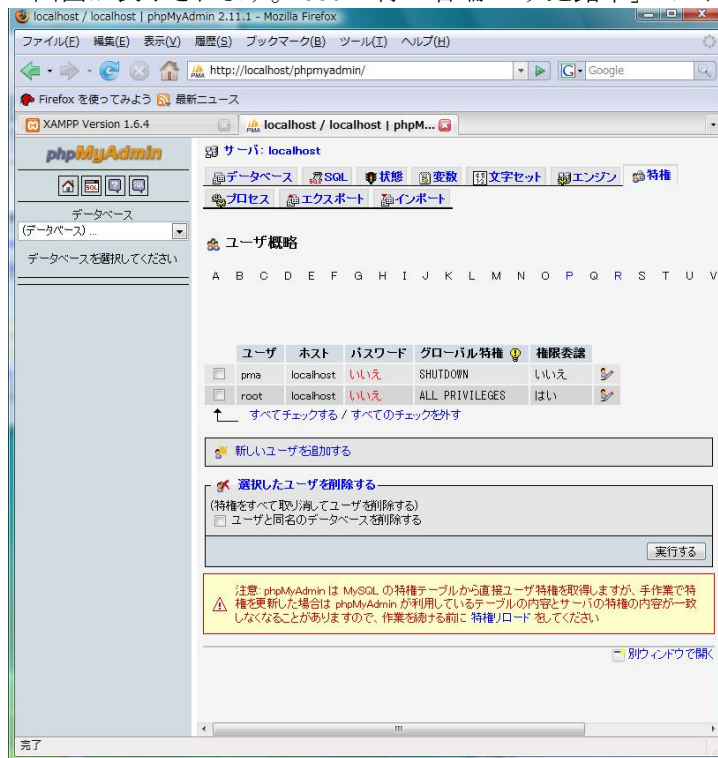 localhost / localhost | phpMyAdmin 2.11.1 - Mozilla Firefox
ファイル(F) 編集(E) 表示(V) 履歴(S) ブックマーク(B) ツール(T) ヘルプ(H)
http://localhost/phpmyadmin/
Google
Firefox を使ってみよう 最新ニュース
XAMPP Version 1.6.4
localhost / localhost | phpM...
phpMyAdmin
データベース
(データベース) ...
データベースを選択してください
サーバ: localhost
データベース SQL 状態 変数 文字セット エンジン 特権
プロセス エクスポート インポート
ユーザ概略
A B C D E F G H I J K L M N O P Q R S T U V
ユーザ ホスト パスワード グローバル特権 権限委譲
pma localhost いいえ SHUTDOWN いいえ
root localhost いいえ ALL PRIVILEGES はい
すべてチェックする / すべてのチェックを外す
新しいユーザを追加する
選択したユーザを削除する
(特権をすべて取り消してユーザを削除する)
ユーザと同名のデータベースを削除する
実行する
注意: phpMyAdmin は MySQL の特権テーブルから直接ユーザ特権を取得しますが、手作業で特
権を更新した場合は phpMyAdmin が利用しているテーブルの内容とサーバの特権の内容が一致
しなくなることがありますので、作業を続ける前に 特権リロード をしてください
別ウィンドウで開く
完了